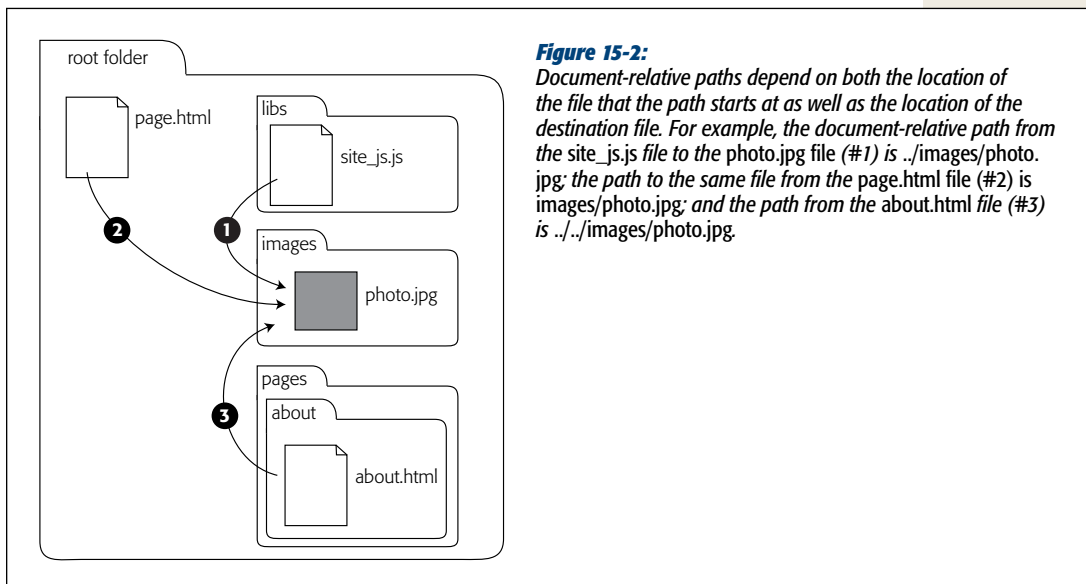 root folder
page.html
libs
site_js.js
2
1
images
photo.jpg
pages
3
about
about.html
Figure 15-2:
Document-relative paths depend on both the location of
the file that the path starts at as well as the location of the
destination file. For example, the document-relative path from
the site_js.js file to the photo.jpg file (#1) is ../images/photo.
jpg; the path to the same file from the page.html file (#2) is
images/photo.jpg; and the path from the about.html file (#3)
is ../../images/photo.jpg.